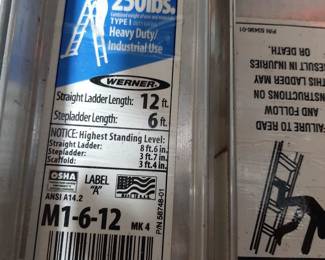 250lbs.
TYPE I
Heavy Duty/
Industrial Use
WERNER
Straight Ladder Length: 12 ft.
Stepladder Length: 6 ft.
NOTICE: Highest Standing Level:
Straight Ladder: 8 ft. 6 in.
Stepladder: 3 ft. 7 in.
Scaffold: 3 ft. 4 in.
OSHA
LABEL
"A"
ANSI A14.2
M1-6-12 MK 4
P/N 58748-01
P/N 59496-01
FAILURE TO READ
AND FOLLOW
INSTRUCTIONS ON
THIS LADDER MAY
RESULT IN INJURIES
OR DEATH.